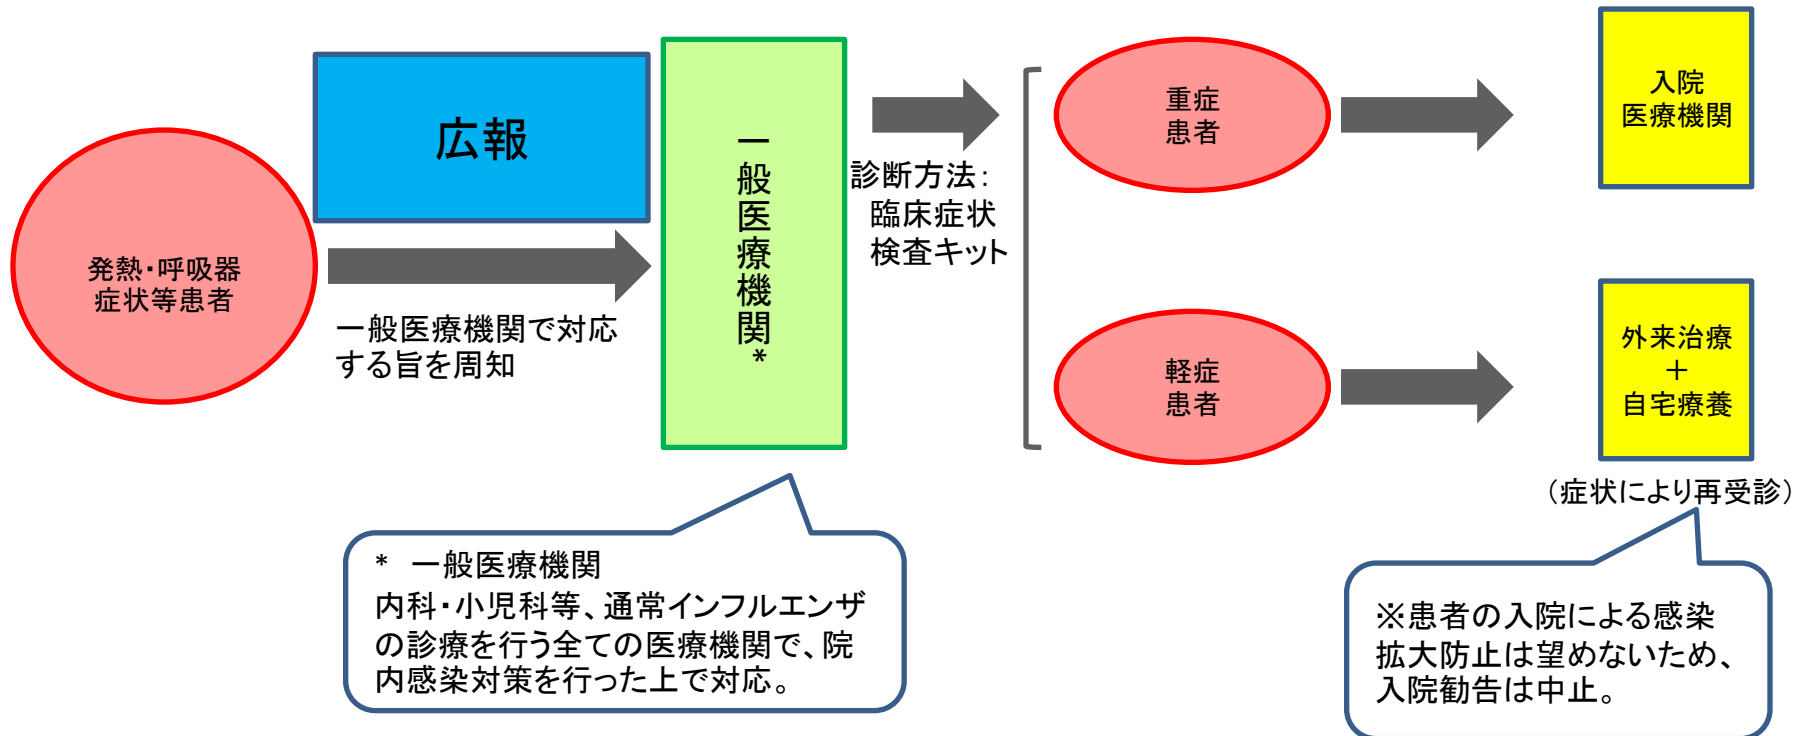 発熱・呼吸器
症状等患者
広報
一般医療機関で対応
する旨を周知
一般医療機関*
診断方法：
臨床症状
検査キット
重症
患者
入院
医療機関
軽症
患者
外来治療
＋
自宅療養
（症状により再受診）
* 一般医療機関
内科・小児科等、通常インフルエンザ
の診療を行う全ての医療機関で、院
内感染対策を行った上で対応。
※患者の入院による感染
拡大防止は望めないため、
入院勧告は中止。